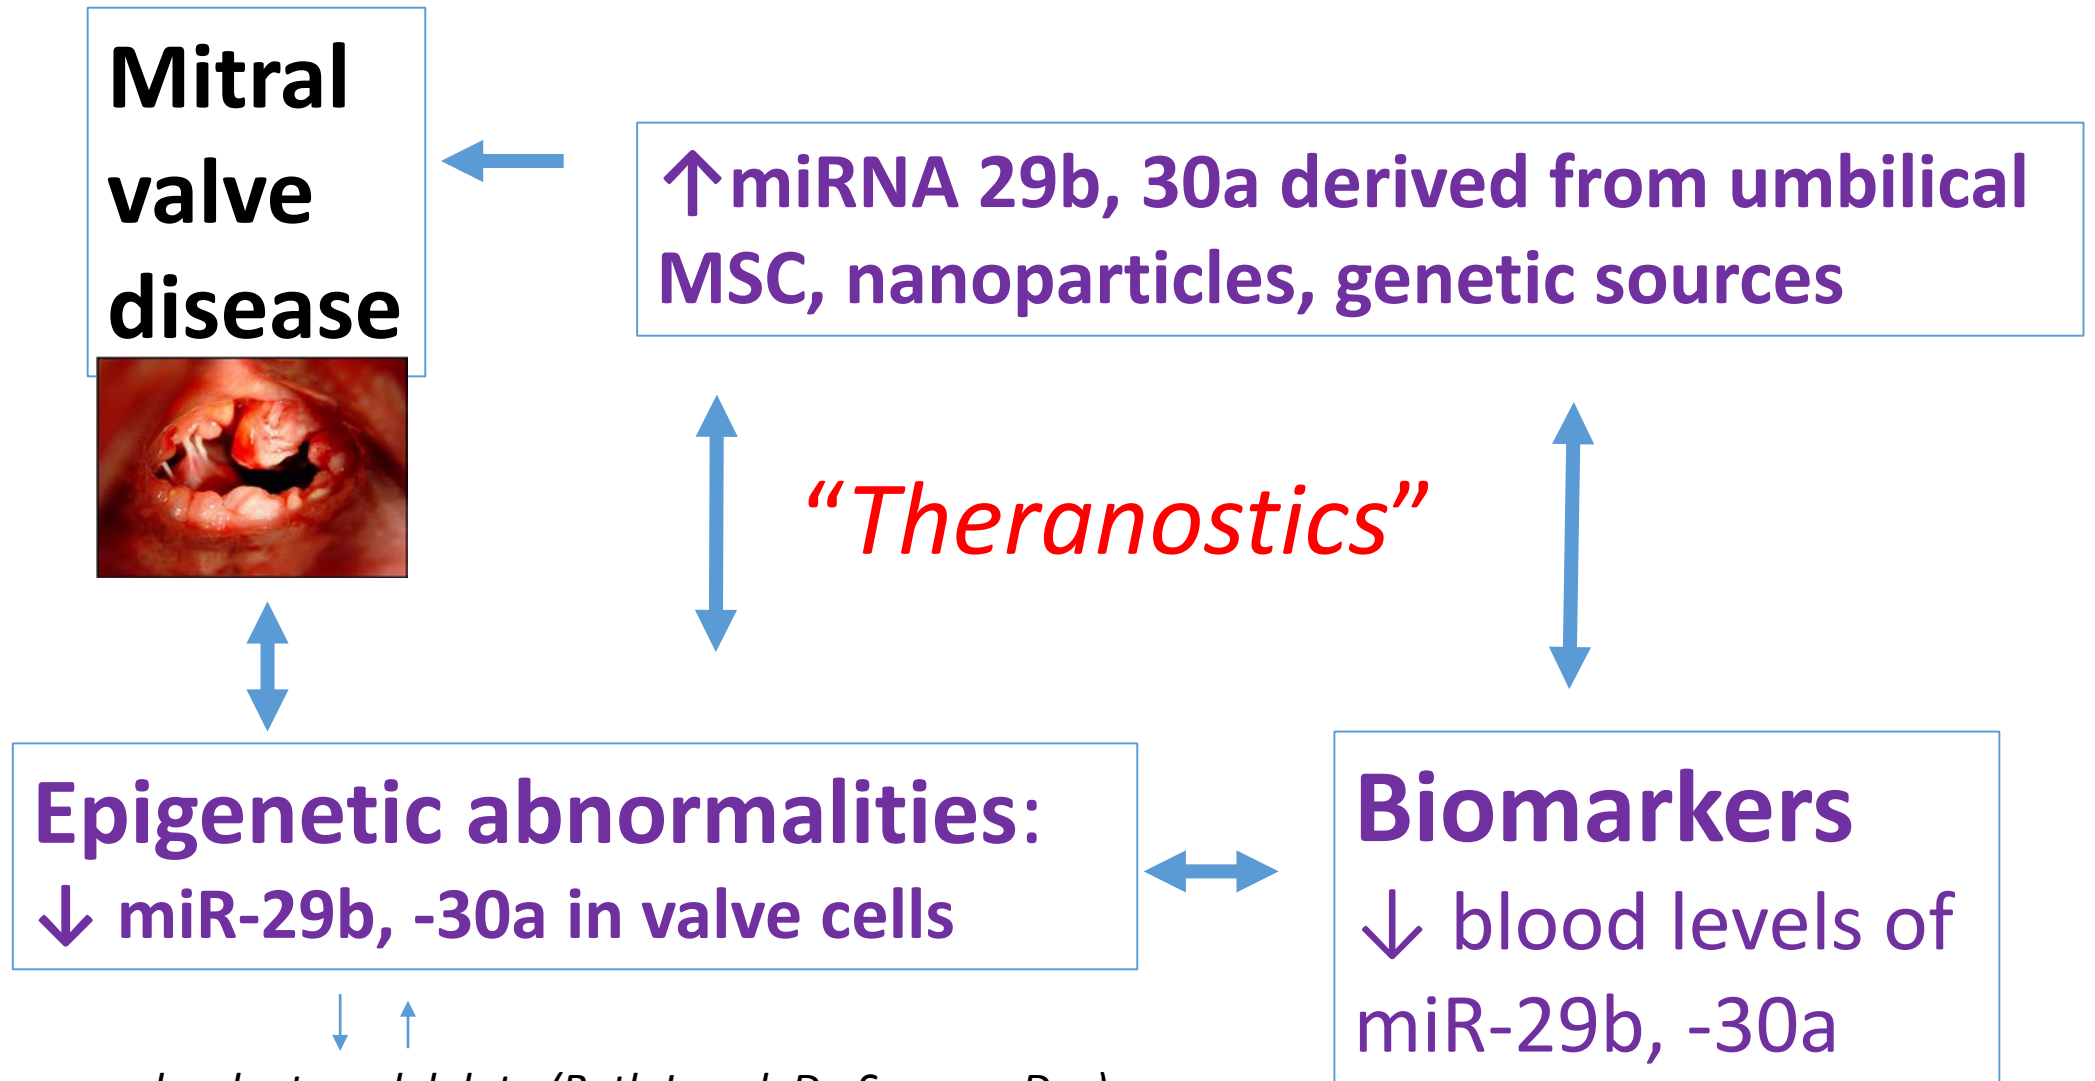 Mitral
valve
disease
↑miRNA 29b, 30a derived from umbilical
MSC, nanoparticles, genetic sources
“Theranostics”
Epigenetic abnormalities:
↓ miR-29b, -30a in valve cells
Biomarkers
↓ blood levels of
miR-29b, -30a